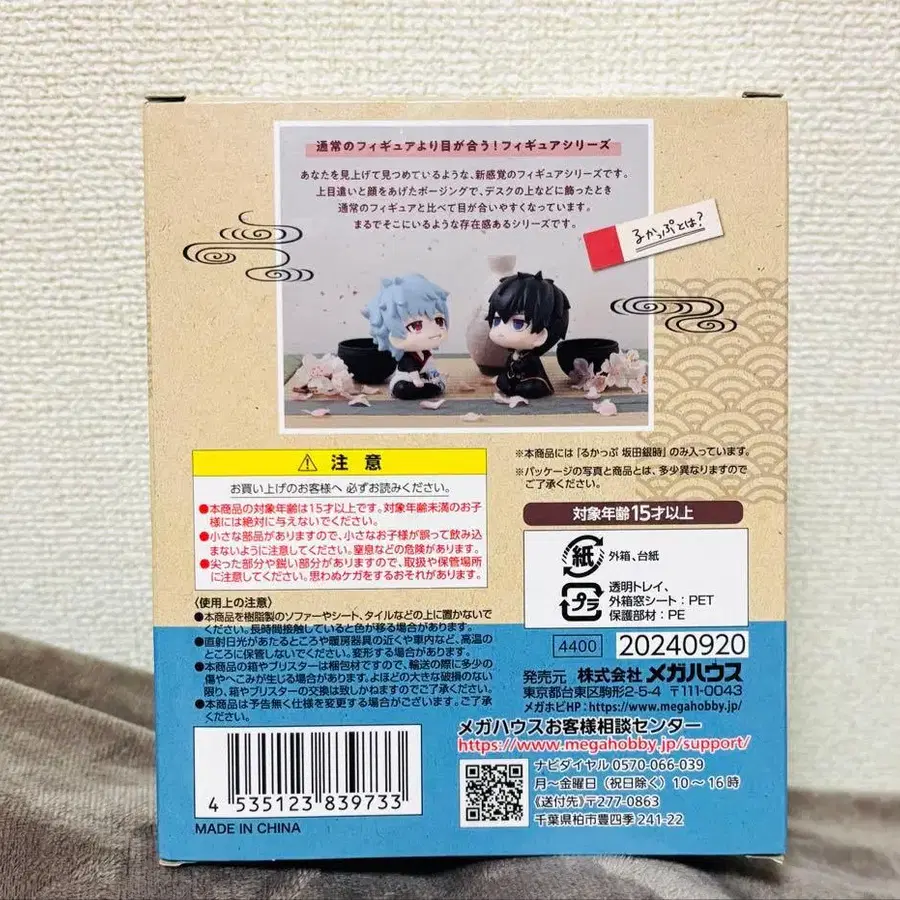 通常のフィギュアより目が合う!フィギュアシリーズ
あなたを見上げて見つめているような、新感覚のフィギュアシリーズです。
上目遣いと顔をあげたポージングで、デスクの上などに飾ったとき
通常のフィギュアと比べて目が合いやすくなっています。
まるでそこにいるような存在感あるシリーズです。
るかっぷとは?
⚠ 注意
お買い上げのお客様へ 必ずお読みください。
●本商品の対象年齢は15才以上です。対象年齢未満のお子
様には絶対に与えないでください。
●小さな部品がありますので、小さなお子様が誤って飲み込
まないように注意してください。窒息などの危険があります。
●尖った部分や鋭い部分がありますので、取扱や保管場所
に注意してください。思わぬケガをするおそれがあります。
〈使用上の注意〉
●本商品を樹脂製のソファーやシート、タイルなどの上に置かないで
ください。長時間接触していると色が移る場合があります。
●直射日光があたるところや暖房器具の近くや車内など、高温の
ところに保管しないでください。変形する場合があります。
●本商品の箱やブリスターは梱包材ですので、輸送の際に多少の
傷やへこみが生じる場合があります。よほどの大きな破損のない
限り、箱やブリスターの交換は致しかねますのでご了承ください。
●本商品は予告無く仕様を変更する場合がございます。ご了承
ください。
4 535123 839733
MADE IN CHINA
※本商品には「るかっぷ 坂田銀時」のみ入っています。
※パッケージの写真と商品とは、多少異なりますので
ご了承ください。
対象年齢15才以上
紙
外箱、台紙
プラ
透明トレイ、
外箱窓シート:PET
保護部材:PE
4400
20240920
発売元 株式会社メガハウス
東京都台東区駒形2-5-4 〒111-0043
メガホビHP:https://www.megahobby.jp/
メガハウスお客様相談センター
https://www.megahobby.jp/support/
ナビダイヤル 0570-066-039
月～金曜日(祝日除く)10～16時
《送付先》〒277-0863
千葉県柏市豊四季241-22